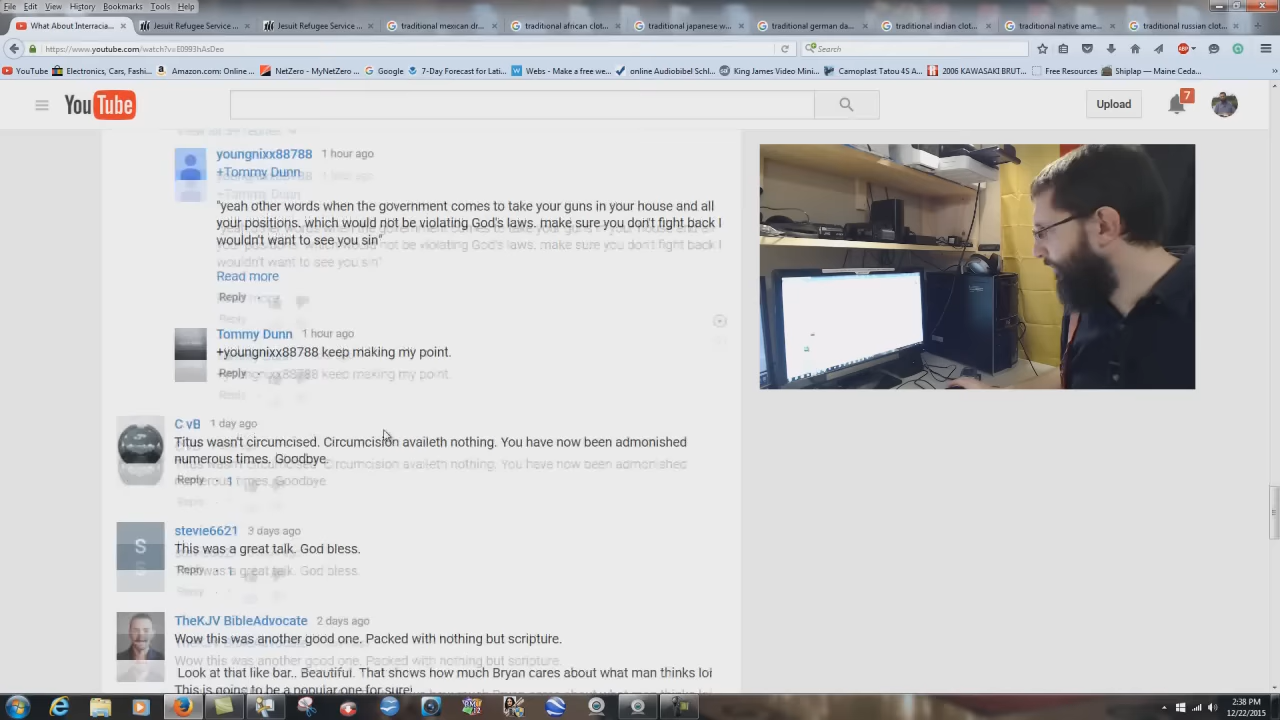 File Edit View History Bookmarks Tools Help
What About Interracia
Jesuit Refugee Service
Jesuit Refugee Service ...
traditional mexican dr...
traditional african clot...
traditional japanese w...
traditional german da...
traditional indian clot...
traditional native ame...
traditional russian clot...
Search
YouTube
Electronics, Cars, Fashi...
Amazon.com: Online ...
NetZero - MyNetZero ...
Google
7-Day Forecast for Lati...
Webs - Make a free we...
online Audiobibel Schl...
King James Video Mini...
Camoplast Tatou 4S A...
2006 KAWASAKI BRUT...
Free Resources
Shiplap — Maine Ceda...
YouTube
Upload
7
youngnixx88788 1 hour ago
+Tommy Dunn
"yeah other words when the government comes to take your guns in your house and all
your positions. which would not be violating God's laws. make sure you don't fight back I
wouldn't want to see you sin"
Read more
Reply
Tommy Dunn 1 hour ago
+youngnixx88788 keep making my point.
Reply
C vB 1 day ago
Titus wasn't circumcised. Circumcision availeth nothing. You have now been admonished
numerous times. Goodbye.
Reply · 1
S
stevie6621 3 days ago
This was a great talk. God bless.
Reply · 1
TheKJV BibleAdvocate 2 days ago
Wow this was another good one. Packed with nothing but scripture.
Look at that like bar.. Beautiful. That shows how much Bryan cares about what man thinks lol
This is going to be a popular one for sure!
2:38 PM
12/22/2015